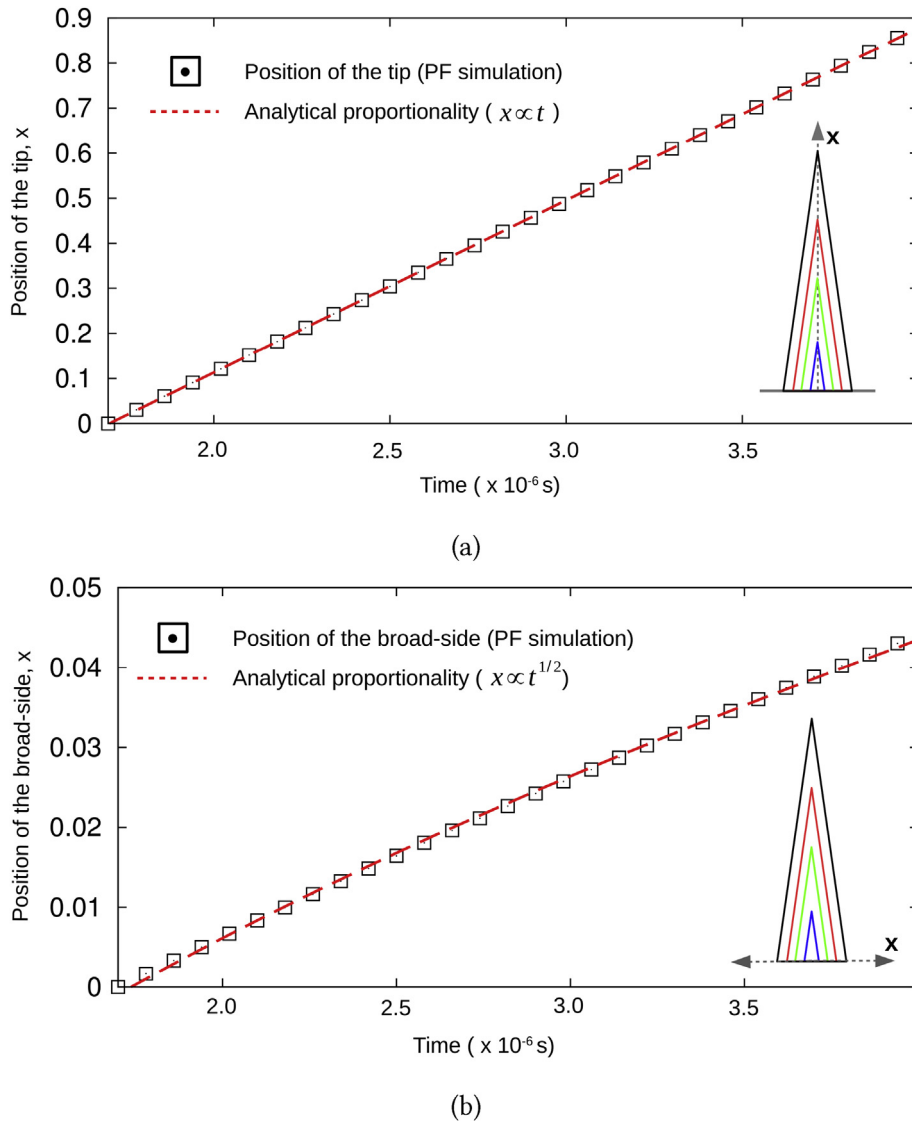 0.9
0.8
0.7
0.6
0.5
0.4
0.3
0.2
0.1
0
Position of the tip, x
Position of the tip (PF simulation)
Analytical proportionality ( x∝t )
x
2.0 2.5 3.0 3.5
Time ( x 10⁻⁶ s)
(a)
0.05
0.04
0.03
0.02
0.01
0
Position of the broad-side, x
Position of the broad-side (PF simulation)
Analytical proportionality ( x∝t^1/2)
x
2.0 2.5 3.0 3.5
Time ( x 10⁻⁶ s)
(b)